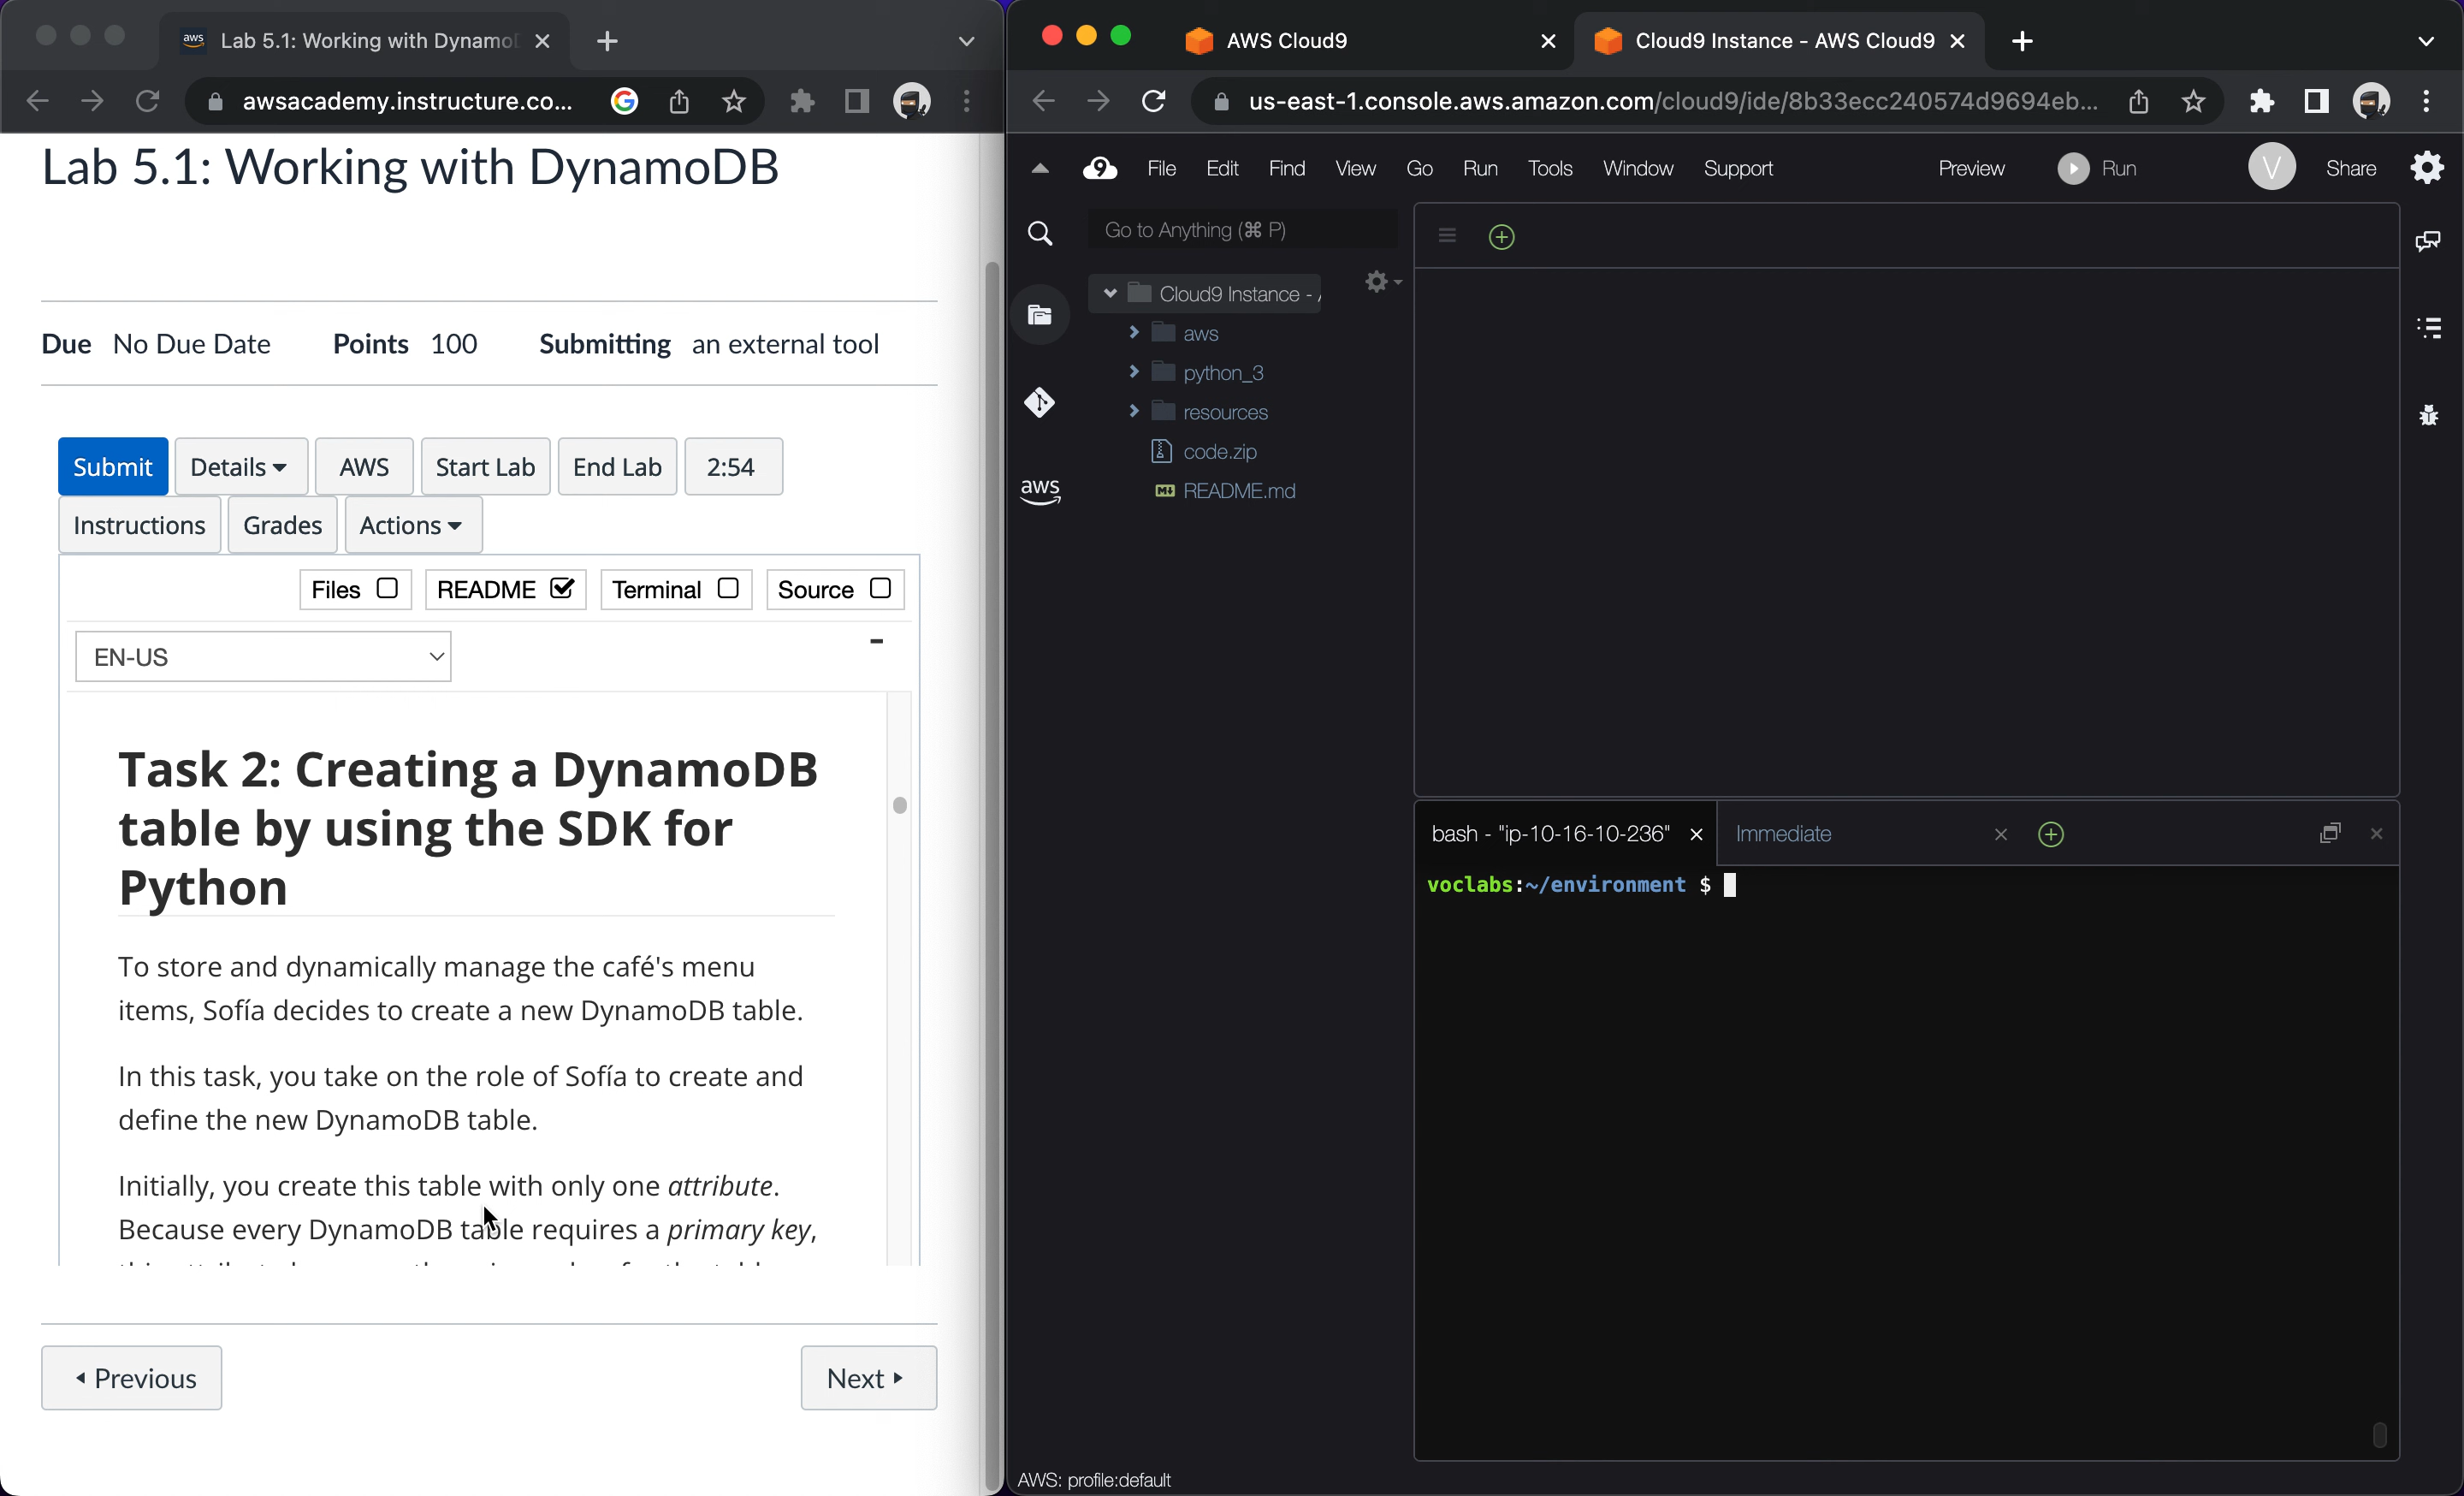 aws Lab 5.1: Working with Dynamo
awsacademy.instructure.co...
Lab 5.1: Working with DynamoDB
Due No Due Date Points 100 Submitting an external tool
Submit Details AWS Start Lab End Lab 2:54
Instructions Grades Actions
Files README Terminal Source
EN-US
Task 2: Creating a DynamoDB
table by using the SDK for
Python
To store and dynamically manage the café's menu
items, Sofía decides to create a new DynamoDB table.
In this task, you take on the role of Sofía to create and
define the new DynamoDB table.
Initially, you create this table with only one attribute.
Because every DynamoDB table requires a primary key,
Previous Next
AWS Cloud9 Cloud9 Instance - AWS Cloud9
us-east-1.console.aws.amazon.com/cloud9/ide/8b33ecc240574d9694eb...
9 File Edit Find View Go Run Tools Window Support Preview Run V Share
Go to Anything (⌘ P)
Cloud9 Instance - /
aws
python_3
resources
code.zip
README.md
aws
bash - "ip-10-16-10-236" Immediate
voclabs:~/environment $
AWS: profile:default